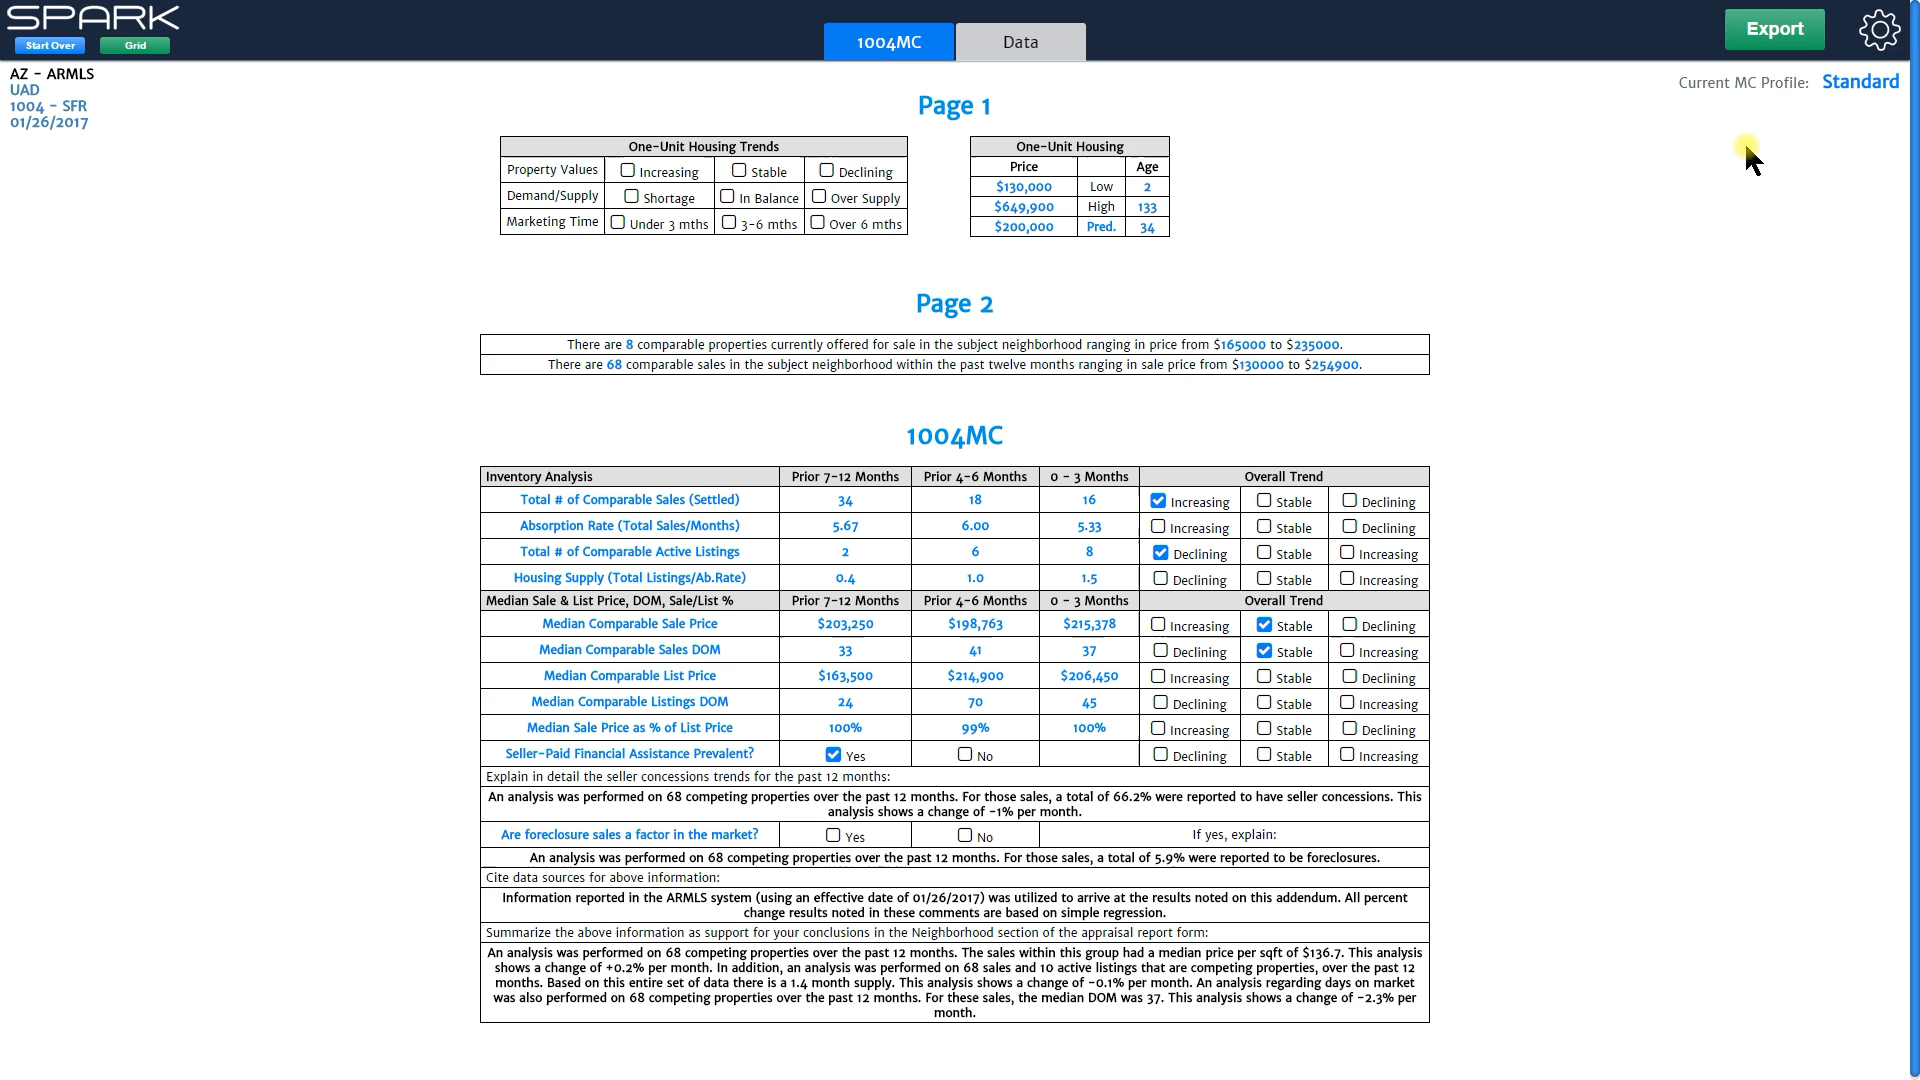 SPARK
Start Over Grid
1004MC Data
Export
AZ - ARMLS
UAD
1004 - SFR
01/26/2017
Current MC Profile: Standard
Page 1
One-Unit Housing Trends
Property Values Increasing Stable Declining
Demand/Supply Shortage In Balance Over Supply
Marketing Time Under 3 mths 3-6 mths Over 6 mths
One-Unit Housing
Price Age
$130,000 Low 2
$649,900 High 133
$200,000 Pred. 34
Page 2
There are 8 comparable properties currently offered for sale in the subject neighborhood ranging in price from $165000 to $235000.
There are 68 comparable sales in the subject neighborhood within the past twelve months ranging in sale price from $130000 to $254900.
1004MC
Inventory Analysis Prior 7-12 Months Prior 4-6 Months 0 - 3 Months Overall Trend
Total # of Comparable Sales (Settled) 34 18 16 Increasing Stable Declining
Absorption Rate (Total Sales/Months) 5.67 6.00 5.33 Increasing Stable Declining
Total # of Comparable Active Listings 2 6 8 Declining Stable Increasing
Housing Supply (Total Listings/Ab.Rate) 0.4 1.0 1.5 Declining Stable Increasing
Median Sale & List Price, DOM, Sale/List % Prior 7-12 Months Prior 4-6 Months 0 - 3 Months Overall Trend
Median Comparable Sale Price $203,250 $198,763 $215,378 Increasing Stable Declining
Median Comparable Sales DOM 33 41 37 Declining Stable Increasing
Median Comparable List Price $163,500 $214,900 $206,450 Increasing Stable Declining
Median Comparable Listings DOM 24 70 45 Declining Stable Increasing
Median Sale Price as % of List Price 100% 99% 100% Increasing Stable Declining
Seller-Paid Financial Assistance Prevalent? Yes No Declining Stable Increasing
Explain in detail the seller concessions trends for the past 12 months:
An analysis was performed on 68 competing properties over the past 12 months. For those sales, a total of 66.2% were reported to have seller concessions. This
analysis shows a change of -1% per month.
Are foreclosure sales a factor in the market? Yes No If yes, explain:
An analysis was performed on 68 competing properties over the past 12 months. For those sales, a total of 5.9% were reported to be foreclosures.
Cite data sources for above information:
Information reported in the ARMLS system (using an effective date of 01/26/2017) was utilized to arrive at the results noted on this addendum. All percent
change results noted in these comments are based on simple regression.
Summarize the above information as support for your conclusions in the Neighborhood section of the appraisal report form:
An analysis was performed on 68 competing properties over the past 12 months. The sales within this group had a median price per sqft of $136.7. This analysis
shows a change of +0.2% per month. In addition, an analysis was performed on 68 sales and 10 active listings that are competing properties, over the past 12
months. Based on this entire set of data there is a 1.4 month supply. This analysis shows a change of -0.1% per month. An analysis regarding days on market
was also performed on 68 competing properties over the past 12 months. For these sales, the median DOM was 37. This analysis shows a change of -2.3% per
month.